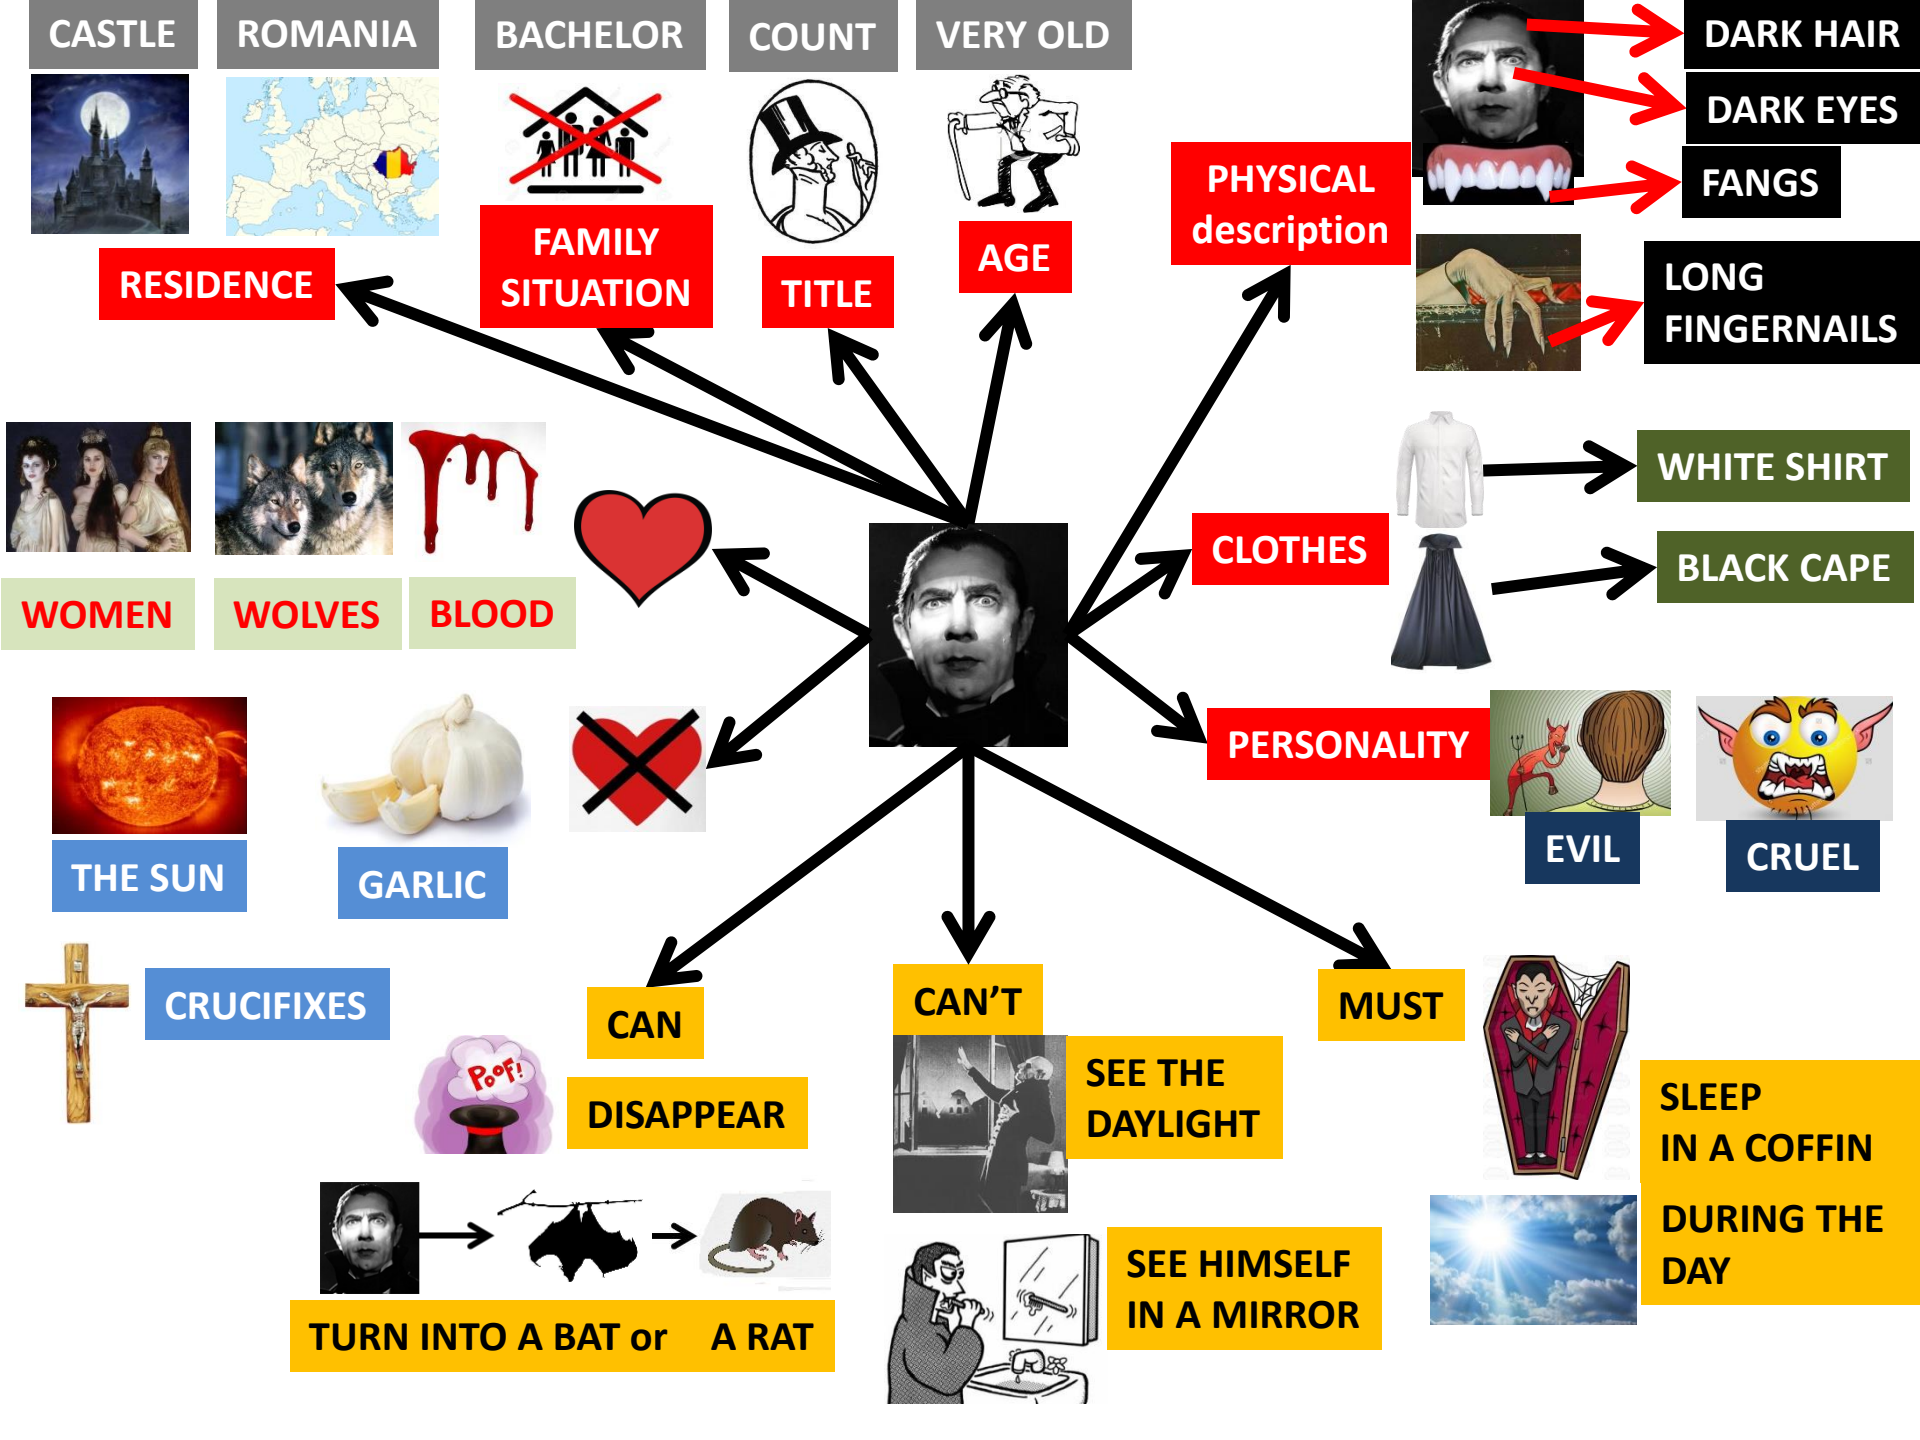 CASTLE
ROMANIA
BACHELOR
COUNT
VERY OLD
DARK HAIR
DARK EYES
FANGS
PHYSICAL
description
LONG
FINGERNAILS
RESIDENCE
FAMILY
SITUATION
TITLE
AGE
WHITE SHIRT
CLOTHES
BLACK CAPE
WOMEN
WOLVES
BLOOD
PERSONALITY
EVIL
CRUEL
THE SUN
GARLIC
CRUCIFIXES
CAN
CAN'T
MUST
POOF!
DISAPPEAR
SEE THE
DAYLIGHT
SLEEP
IN A COFFIN
DURING THE
DAY
TURN INTO A BAT or A RAT
SEE HIMSELF
IN A MIRROR